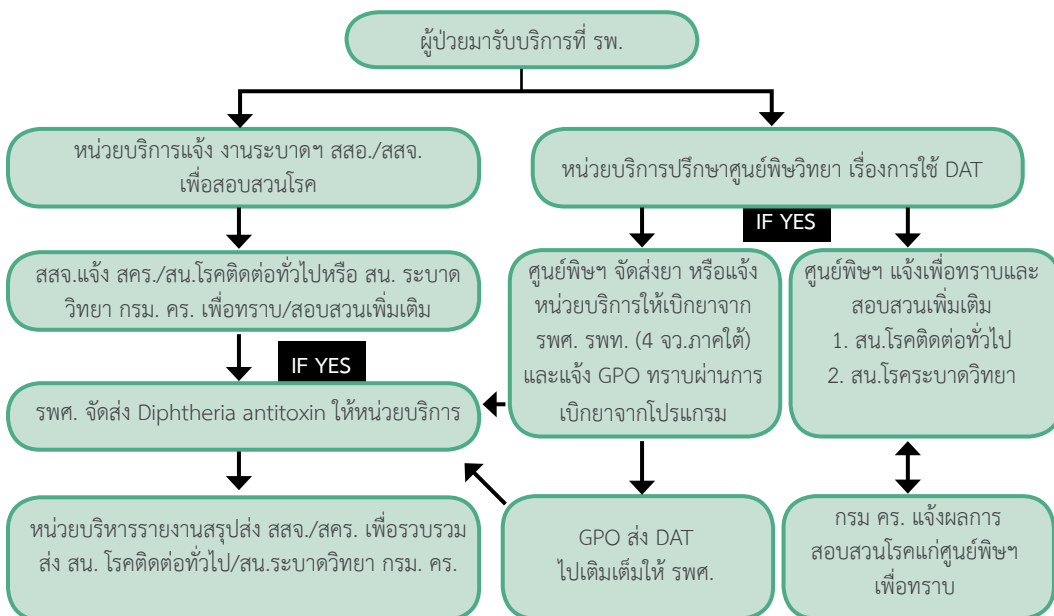 ผู้ป่วยมารับบริการที่ รพ.
หน่วยบริการแจ้ง งานระบาดฯ สสอ./สสจ.
เพื่อสอบสวนโรค
หน่วยบริการปรึกษาศูนย์พิษวิทยา เรื่องการใช้ DAT
IF YES
สสจ.แจ้ง สคร./สน.โรคติดต่อทั่วไปหรือ สน. ระบาด
วิทยา กรม. คร. เพื่อทราบ/สอบสวนเพิ่มเติม
ศูนย์พิษฯ จัดส่งยา หรือแจ้ง
หน่วยบริการให้เบิกยาจาก
รพศ. รพท. (4 จว.ภาคใต้)
และแจ้ง GPO ทราบผ่านการ
เบิกยาจากโปรแกรม
ศูนย์พิษฯ แจ้งเพื่อทราบและ
สอบสวนเพิ่มเติม
1. สน.โรคติดต่อทั่วไป
2. สน.โรคระบาดวิทยา
IF YES
รพศ. จัดส่ง Diphtheria antitoxin ให้หน่วยบริการ
หน่วยบริหารรายงานสรุปส่ง สสจ./สคร. เพื่อรวบรวม
ส่ง สน. โรคติดต่อทั่วไป/สน.ระบาดวิทยา กรม. คร.
GPO ส่ง DAT
ไปเติมเต็มให้ รพศ.
กรม คร. แจ้งผลการ
สอบสวนโรคแก่ศูนย์พิษฯ
เพื่อทราบ